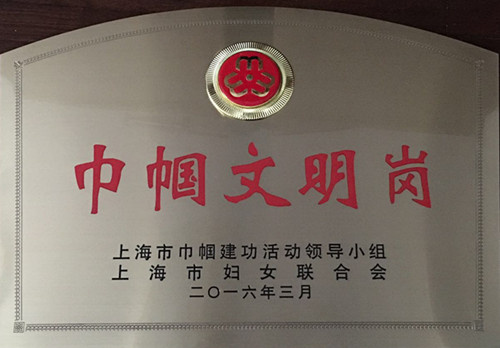 巾帼文明岗
上海市巾帼建功活动领导小组
上海市妇女联合会
二〇一六年三月